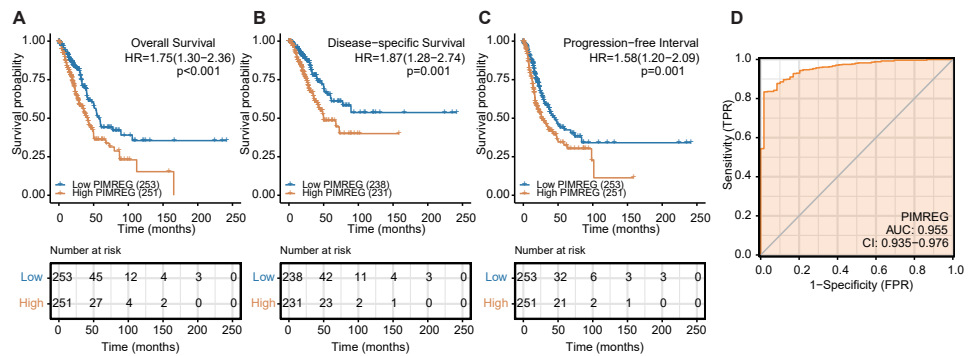 A
Survival probability
1.00
0.75
0.50
0.25
0.00
Overall Survival
HR=1.75(1.30−2.36)
p<0.001
Low PIMREG (253)
High PIMREG (251)
0 50 100 150 200 250
Time (months)
Number at risk
Low 253 45 12 4 3 0
High 251 27 4 2 0 0
0 50 100 150 200 250
Time (months)
B
Survival probability
1.00
0.75
0.50
0.25
0.00
Disease−specific Survival
HR=1.87(1.28−2.74)
p=0.001
Low PIMREG (238)
High PIMREG (231)
0 50 100 150 200 250
Time (months)
Number at risk
Low 238 42 11 4 3 0
High 231 23 2 1 0 0
0 50 100 150 200 250
Time (months)
C
Survival probability
1.00
0.75
0.50
0.25
0.00
Progression−free Interval
HR=1.58(1.20−2.09)
p=0.001
Low PIMREG (253)
High PIMREG (251)
0 50 100 150 200 250
Time (months)
Number at risk
Low 253 32 6 3 3 0
High 251 21 2 1 0 0
0 50 100 150 200 250
Time (months)
D
Sensitivity (TPR)
1.0
0.8
0.6
0.4
0.2
0.0
PIMREG
AUC: 0.955
CI: 0.935−0.976
0.0 0.2 0.4 0.6 0.8 1.0
1−Specificity (FPR)